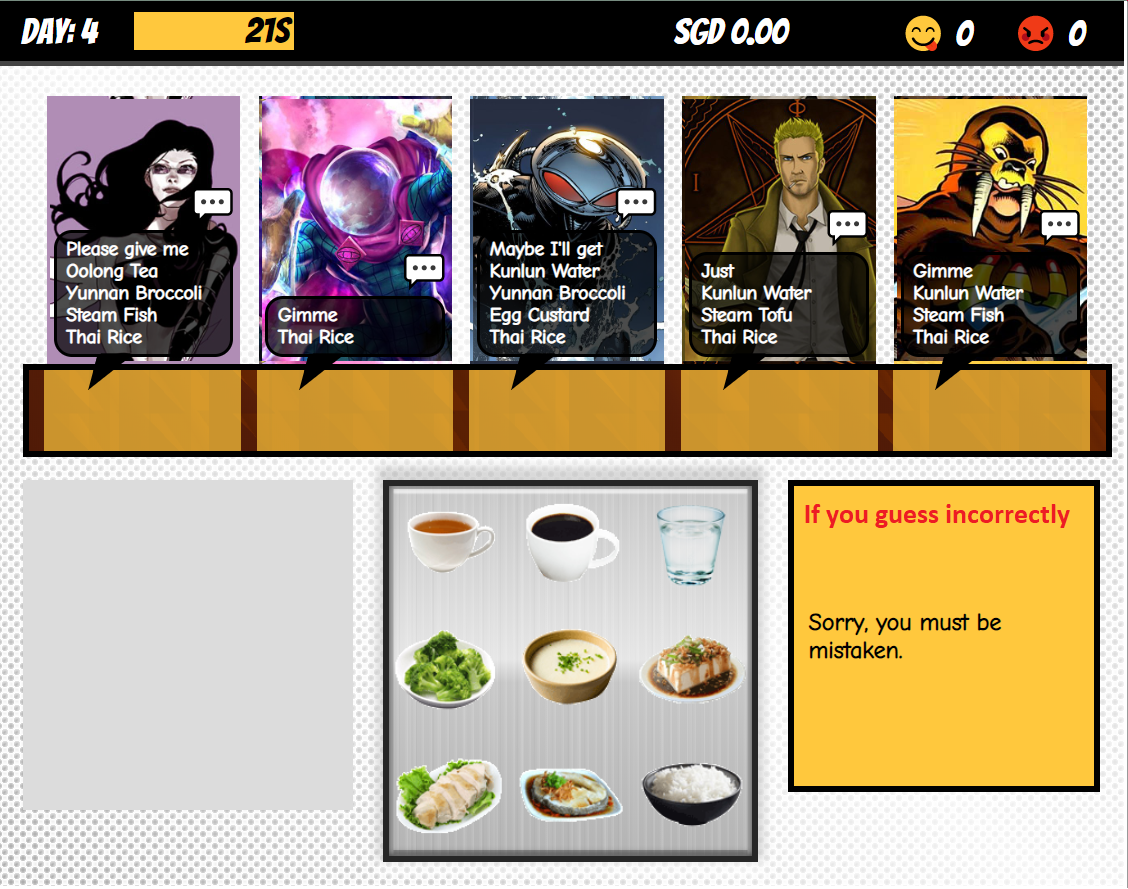 DAY: 4
21S
SGD 0.00
0
0
Please give me
Oolong Tea
Yunnan Broccoli
Steam Fish
Thai Rice
Gimme
Thai Rice
Maybe I'll get
Kunlun Water
Yunnan Broccoli
Egg Custard
Thai Rice
Just
Kunlun Water
Steam Tofu
Thai Rice
Gimme
Kunlun Water
Steam Fish
Thai Rice
If you guess incorrectly
Sorry, you must be
mistaken.